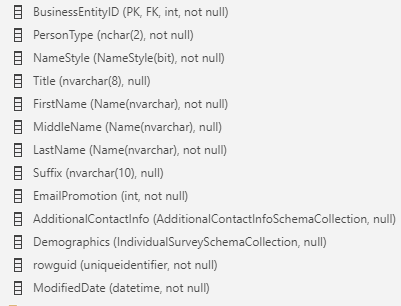 BusinessEntityID (PK, FK, int, not null)
PersonType (nchar(2), not null)
NameStyle (NameStyle(bit), not null)
Title (nvarchar(8), null)
FirstName (Name(nvarchar), not null)
MiddleName (Name(nvarchar), null)
LastName (Name(nvarchar), not null)
Suffix (nvarchar(10), null)
EmailPromotion (int, not null)
AdditionalContactInfo (AdditionalContactInfoSchemaCollection, null)
Demographics (IndividualSurveySchemaCollection, null)
rowguid (uniqueidentifier, not null)
ModifiedDate (datetime, not null)